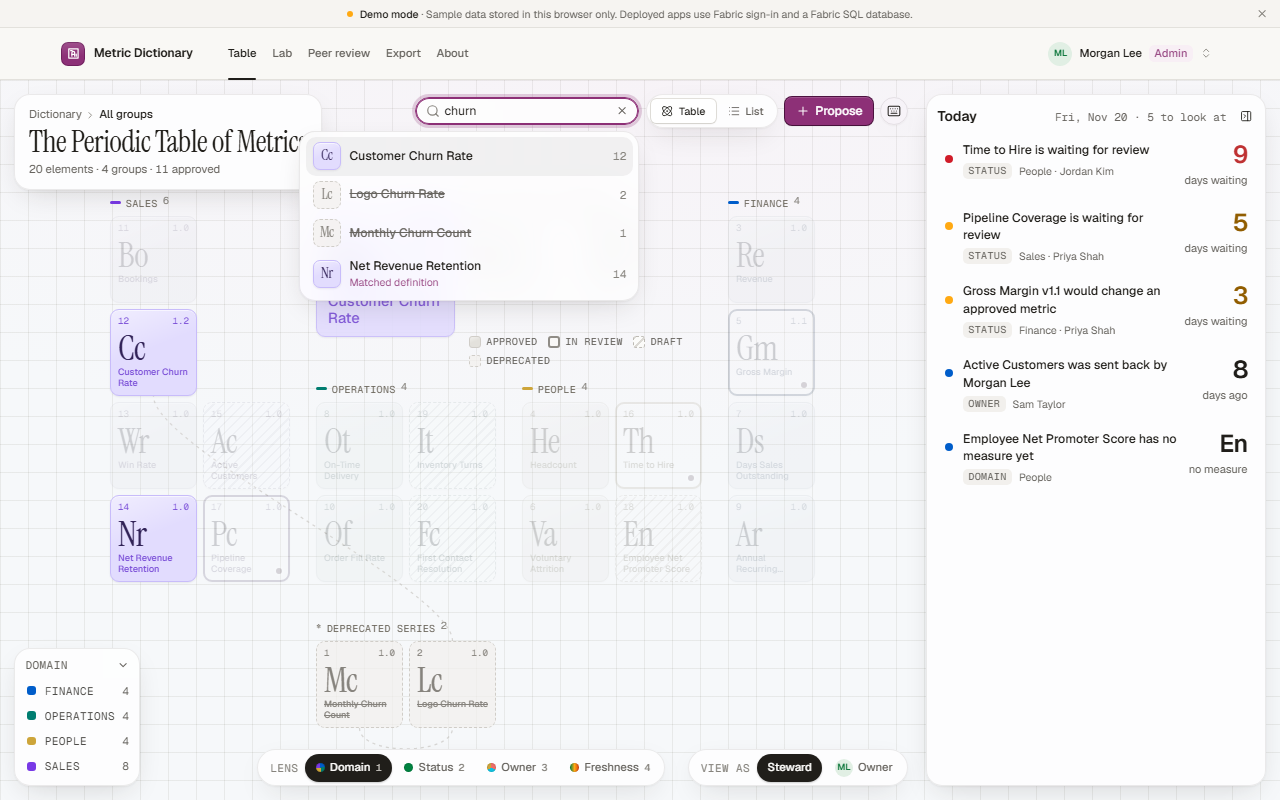 Demo mode · Sample data stored in this browser only. Deployed apps use Fabric sign-in and a Fabric SQL database.
Metric Dictionary
Table
Lab
Peer review
Export
About
ML Morgan Lee Admin
Dictionary › All groups
The Periodic Table of Metrics
20 elements · 4 groups · 11 approved
churn
Table
List
+ Propose
Cc Customer Churn Rate 12
Lc Logo Churn Rate 2
Mc Monthly Churn Count 1
Nr Net Revenue Retention 14
Matched definition
Customer Churn
Rate
APPROVED
IN REVIEW
DRAFT
DEPRECATED
SALES 6
11 1.0
Bo
Bookings
12 1.2
Cc
Customer Churn
Rate
13 1.0
Wr
Win Rate
15 1.0
Ac
Active
Customers
14 1.0
Nr
Net Revenue
Retention
17 1.0
Pc
Pipeline
Coverage
OPERATIONS 4
Ot
On-Time
Delivery
19 1.0
It
Inventory Turns
1.0
Of
Order Fill Rate
20 1.0
Fc
First Contact
Resolution
PEOPLE 4
4 1.0
He
Headcount
16 1.0
Th
Time to Hire
1.0
Va
Voluntary
Attrition
18 1.0
En
Employee Net
Promoter Score
FINANCE 4
3 1.0
Re
Revenue
5 1.1
Gm
Gross Margin
7 1.0
Ds
Days Sales
Outstanding
9 1.0
Ar
Annual
Recurring…
* DEPRECATED SERIES 2
1 1.0
Mc
Monthly Churn
Count
2 1.0
Lc
Logo Churn Rate
DOMAIN
FINANCE 4
OPERATIONS 4
PEOPLE 4
SALES 8
LENS
Domain 1
Status 2
Owner 3
Freshness 4
VIEW AS
Steward
ML Owner
Today
Fri, Nov 20 · 5 to look at
Time to Hire is waiting for review
STATUS People · Jordan Kim
9
days waiting
Pipeline Coverage is waiting for
review
STATUS Sales · Priya Shah
5
days waiting
Gross Margin v1.1 would change an
approved metric
STATUS Finance · Priya Shah
3
days waiting
Active Customers was sent back by
Morgan Lee
OWNER Sam Taylor
8
days ago
Employee Net Promoter Score has no
measure yet
DOMAIN People
En
no measure